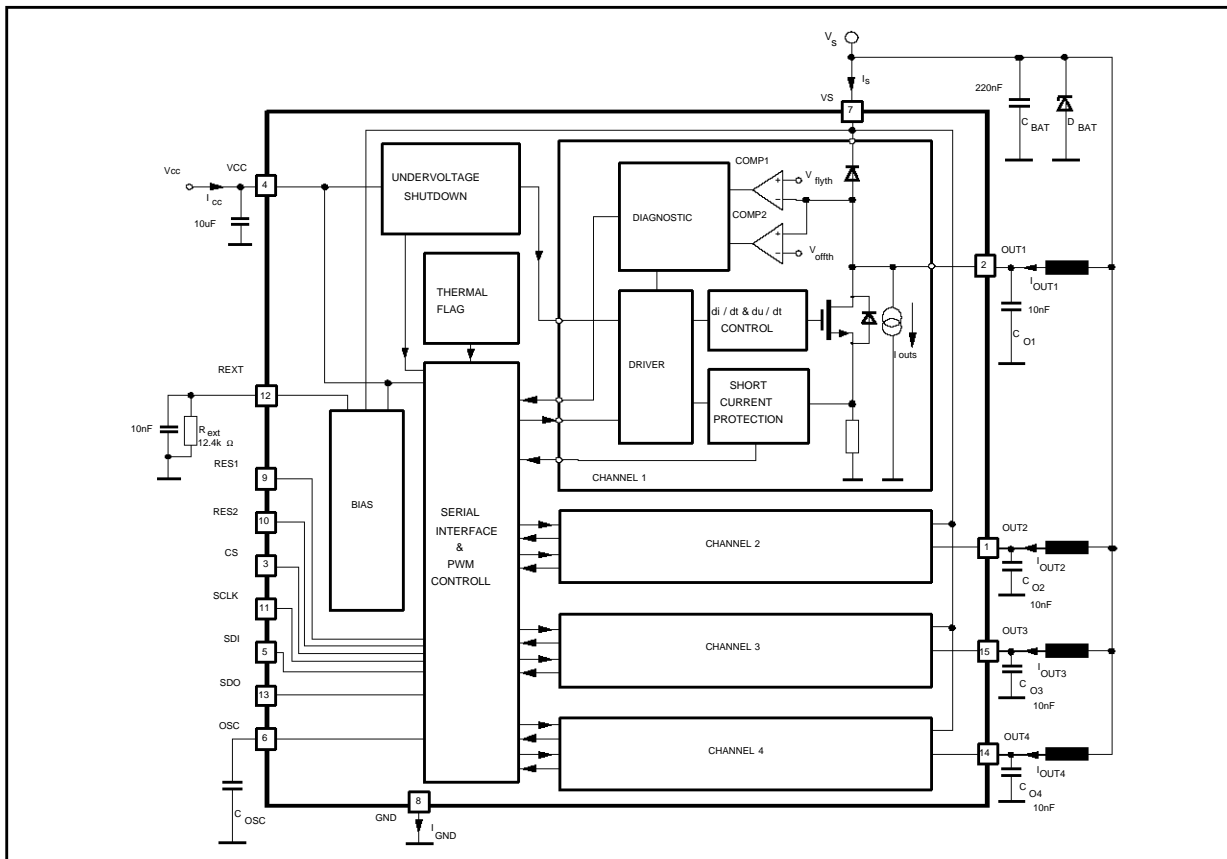 V S
I S
VS
7
220nF
C BAT
D BAT
Vcc
VCC
4
I cc
10uF
UNDERVOLTAGE
SHUTDOWN
THERMAL
FLAG
DIAGNOSTIC
COMP1
V flyth
COMP2
V offth
+
-
+
-
OUT1
2
I OUT1
10nF
C O1
DRIVER
di / dt & du / dt
CONTROL
I outs
SHORT
CURRENT
PROTECTION
CHANNEL 1
REXT
12
10nF
R ext
12.4k Ω
RES1
9
RES2
10
CS
3
SCLK
11
SDI
5
SDO
13
OSC
6
C OSC
BIAS
SERIAL
INTERFACE
&
PWM
CONTROLL
CHANNEL 2
OUT2
1
I OUT2
C O2
10nF
CHANNEL 3
OUT3
15
I OUT3
C O3
10nF
CHANNEL 4
OUT4
14
I OUT4
C O4
10nF
8
GND
I GND